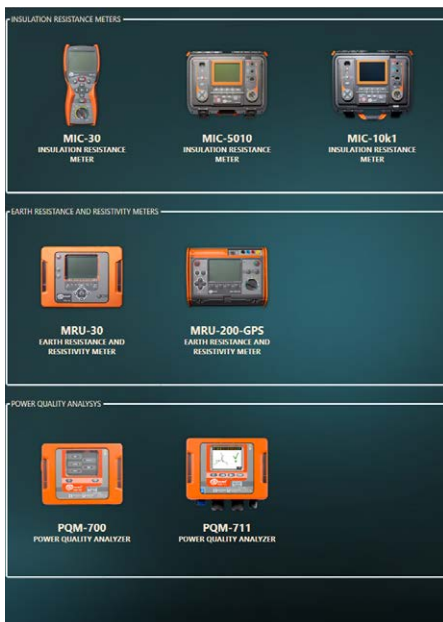 INSULATION RESISTANCE METERS
MIC-30
INSULATION RESISTANCE
METER
MIC-5010
INSULATION RESISTANCE
METER
MIC-10k1
INSULATION RESISTANCE
METER
EARTH RESISTANCE AND RESISTIVITY METERS
MRU-30
EARTH RESISTANCE AND
RESISTIVITY METER
MRU-200-GPS
EARTH RESISTANCE AND
RESISTIVITY METER
POWER QUALITY ANALYSYS
PQM-700
POWER QUALITY ANALYZER
PQM-711
POWER QUALITY ANALYZER